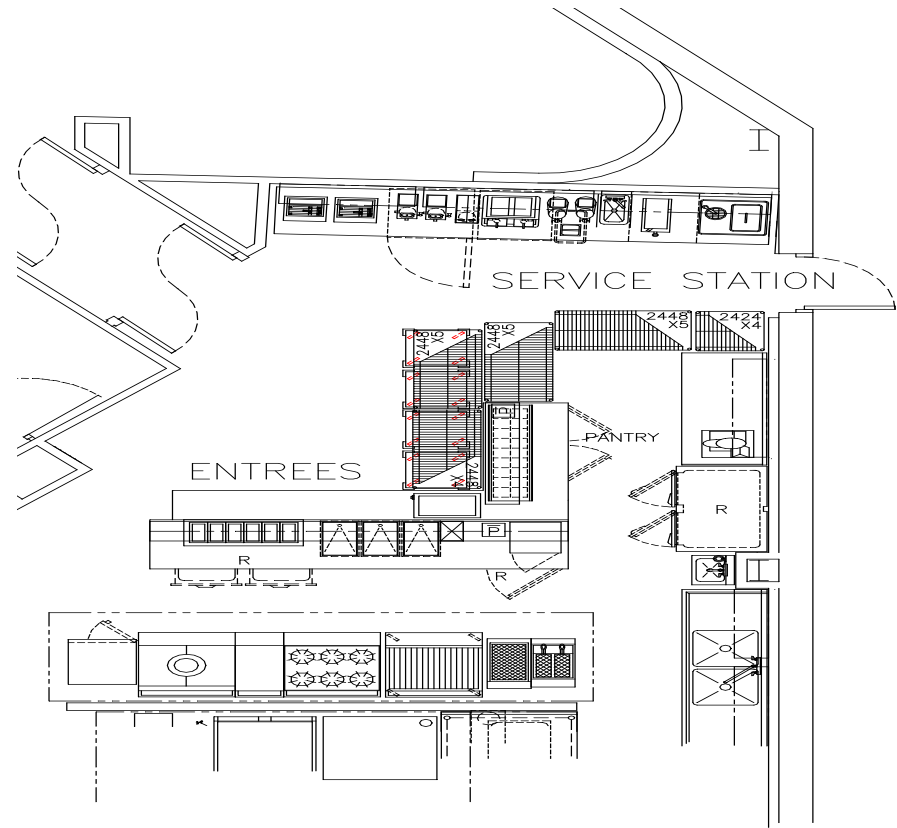 I
SERVICE STATION
2448
X5
2424
X4
2448
X5
2448
X5
P
PANTRY
ENTREES
2448
X4
R
P
R
R